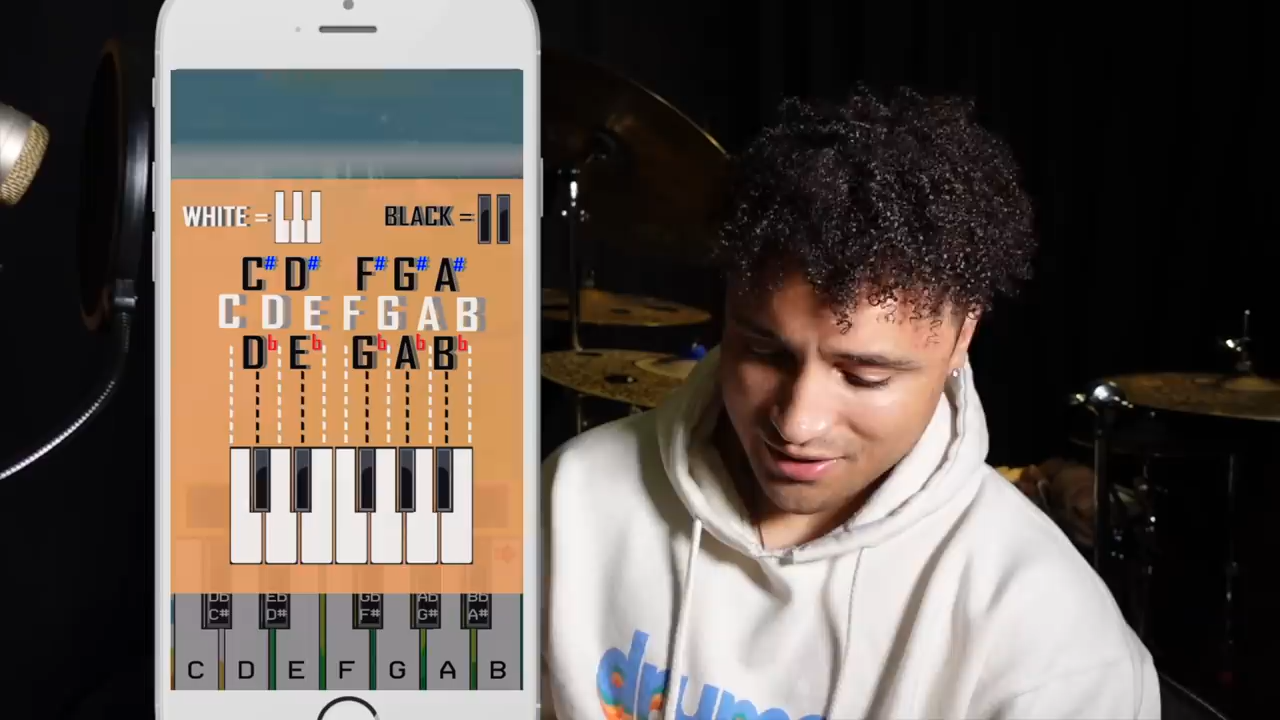 WHITE = BLACK =
C# D# F# G# A#
C D E F G A B
Db Eb Gb Ab Bb
DB EB GB AB BB
C# D# F# G# A#
C D E F G A B